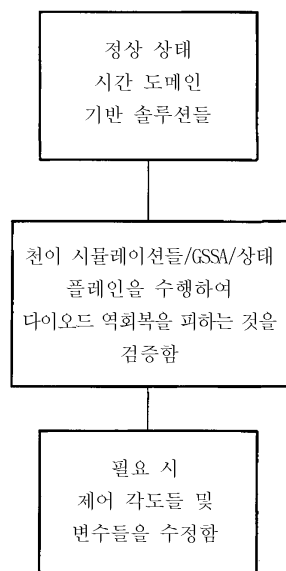 정상 상태
시간 도메인
기반 솔루션들
천이 시뮬레이션들/GSSA/상태
플레인을 수행하여
다이오드 역회복을 피하는 것을
검증함
필요 시
제어 각도들 및
변수들을 수정함